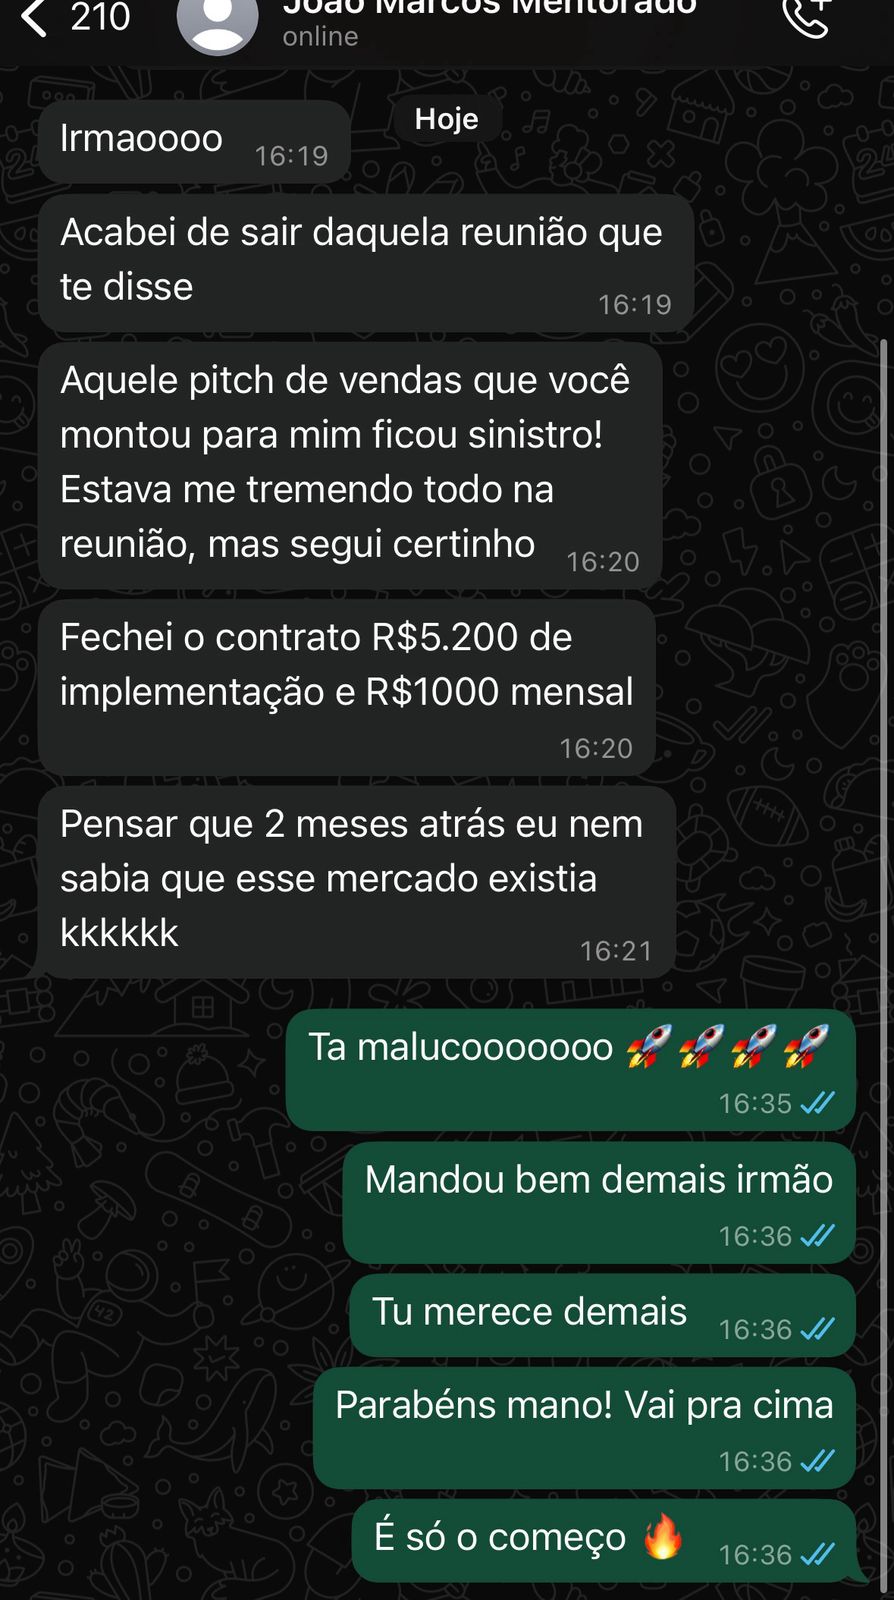 210
João Marcos Mentorado
online
Hoje
Irmaoooo
16:19
Acabei de sair daquela reunião que
te disse
16:19
Aquele pitch de vendas que você
montou para mim ficou sinistro!
Estava me tremendo todo na
reunião, mas segui certinho
16:20
Fechei o contrato R$5.200 de
implementação e R$1000 mensal
16:20
Pensar que 2 meses atrás eu nem
sabia que esse mercado existia
kkkkkk
16:21
Ta malucooooooo 🚀🚀🚀🚀
16:35
Mandou bem demais irmão
16:36
Tu merece demais
16:36
Parabéns mano! Vai pra cima
16:36
É só o começo 🔥
16:36